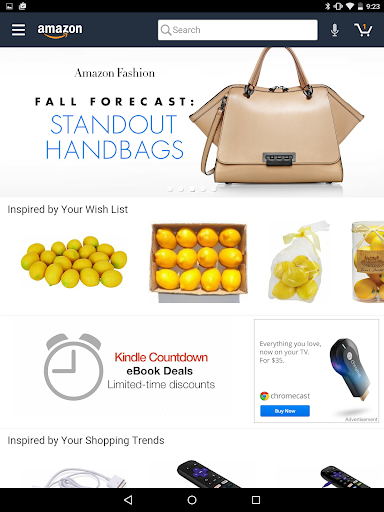 9:23
amazon
Search
1
Amazon Fashion
FALL FORECAST:
STANDOUT
HANDBAGS
Inspired by Your Wish List
Kindle Countdown
eBook Deals
Limited-time discounts
Everything you love,
now on your TV.
For $35.
chromecast
Buy Now
Advertisement
Inspired by Your Shopping Trends